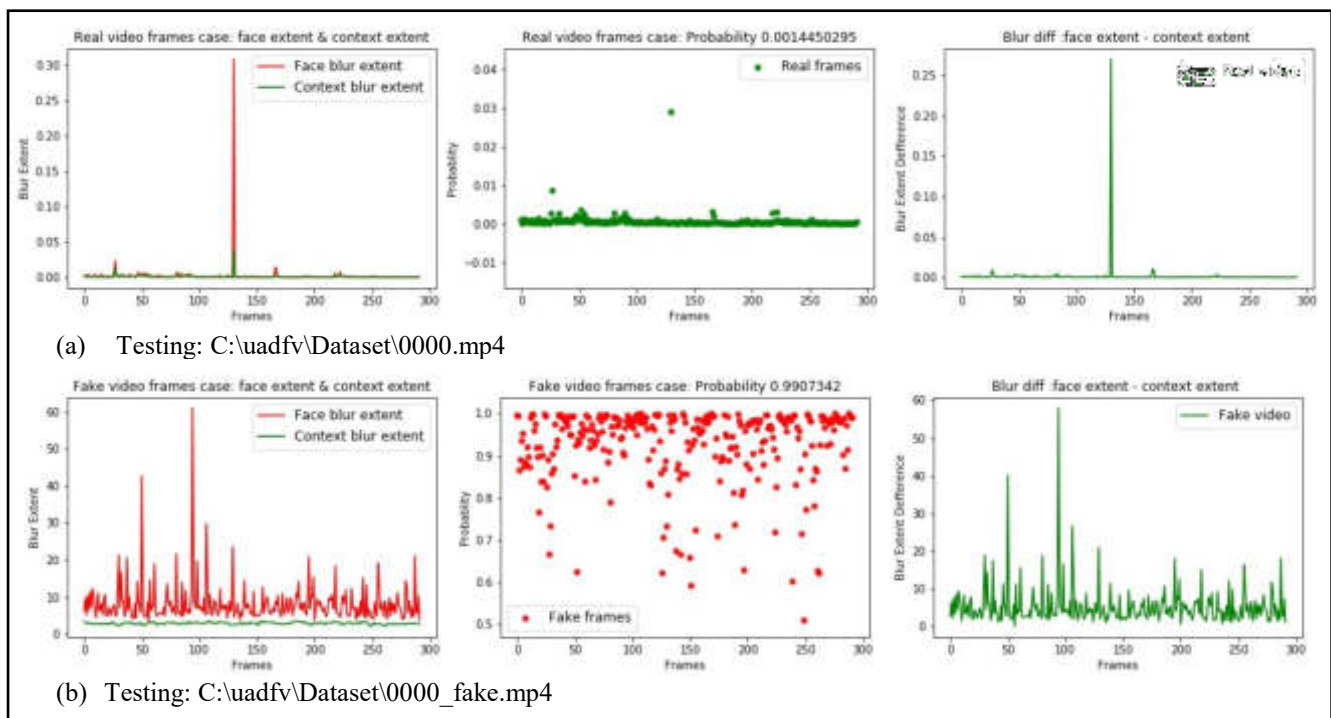 Real video frames case: face extent & context extent
Face blur extent
Context blur extent
0.30
0.25
0.20
0.15
0.10
0.05
0.00
Blur Extent
0 50 100 150 200 250 300
Frames
Real video frames case: Probability 0.0014450295
Real frames
0.04
0.03
0.02
0.01
0.00
−0.01
Probablity
0 50 100 150 200 250 300
Frames
Blur diff :face extent - context extent
0.25
0.20
0.15
0.10
0.05
0.00
Blur Extent Defference
0 50 100 150 200 250 300
Frames
(a) Testing: C:\uadfv\Dataset\0000.mp4
Fake video frames case: face extent & context extent
Face blur extent
Context blur extent
60
50
40
30
20
10
0
Blur Extent
0 50 100 150 200 250 300
Frames
Fake video frames case: Probability 0.9907342
Fake frames
1.0
0.9
0.8
0.7
0.6
0.5
Probablity
0 50 100 150 200 250 300
Frames
Blur diff :face extent - context extent
Fake video
60
50
40
30
20
10
0
Blur Extent Defference
0 50 100 150 200 250 300
Frames
(b) Testing: C:\uadfv\Dataset\0000_fake.mp4